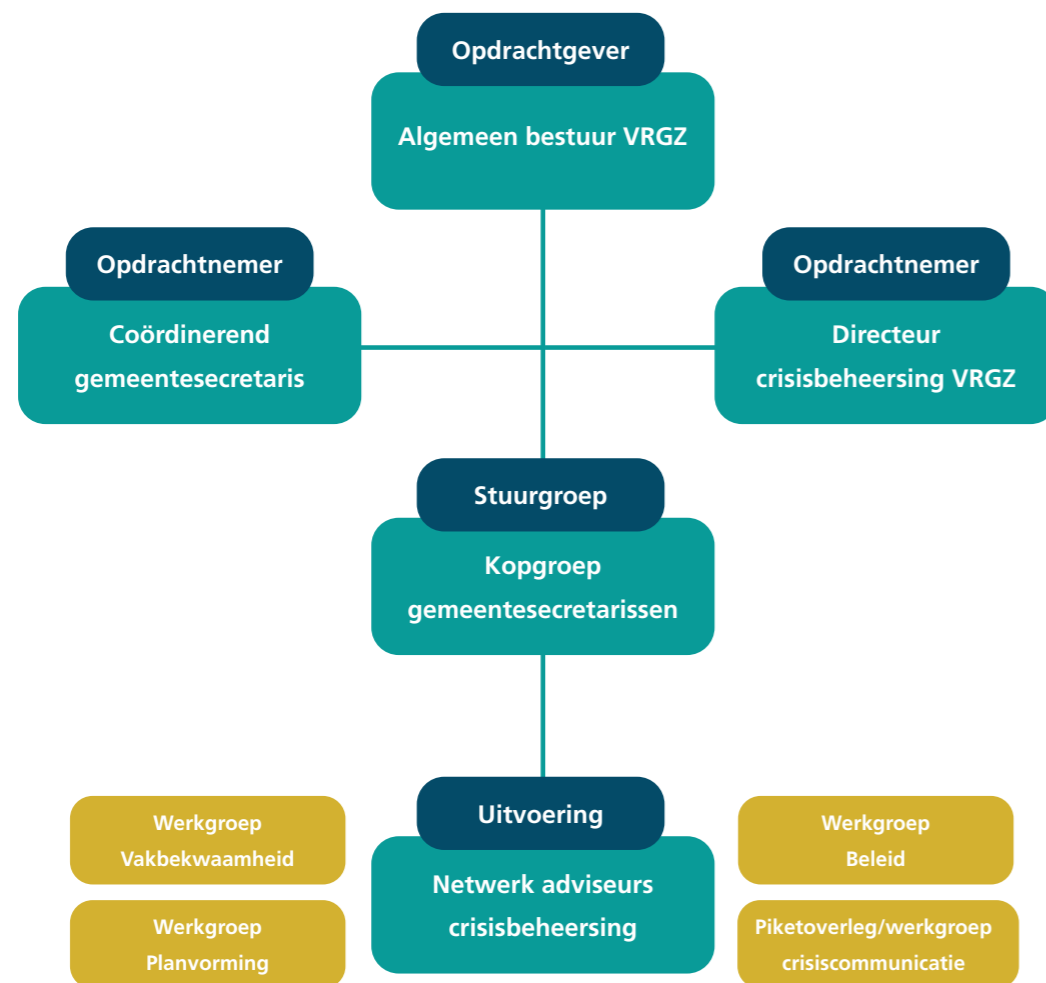 Opdrachtgever
Algemeen bestuur VRGZ
Opdrachtnemer
Coördinerend
gemeentesecretaris
Opdrachtnemer
Directeur
crisisbeheersing VRGZ
Stuurgroep
Kopgroep
gemeentesecretarissen
Werkgroep
Vakbekwaamheid
Werkgroep
Planvorming
Uitvoering
Netwerk adviseurs
crisisbeheersing
Werkgroep
Beleid
Piketoverleg/werkgroep
crisiscommunicatie